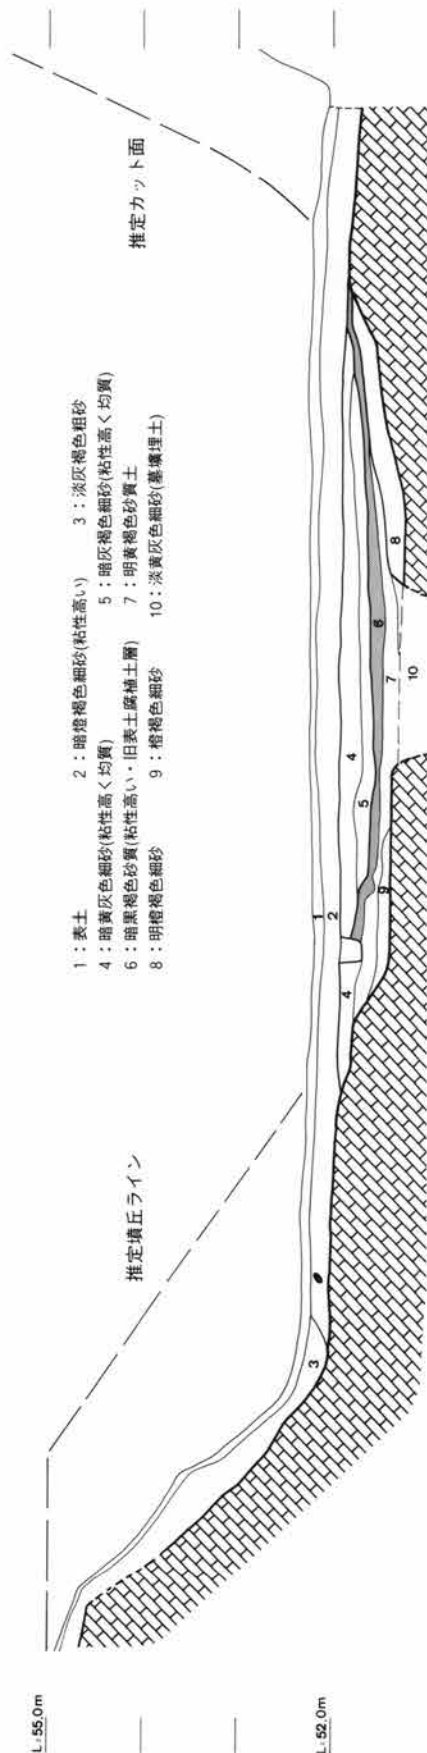 L=55.0m
L=52.0m
推定墳丘ライン
推定カット面
1：表土 2：暗燈褐色細砂(粘性高い) 3：淡灰褐色粗砂
4：暗黄灰色細砂(粘性高く均質) 5：暗灰褐色細砂(粘性高く均質)
6：暗黒褐色砂質(粘性高い・旧表土腐植土層) 7：明黄褐色砂質土
8：明橙褐色細砂 9：橙褐色細砂 10：淡黄灰色細砂(墓壙埋土)
3
1
2
4
4
5
6
9
7
8
10